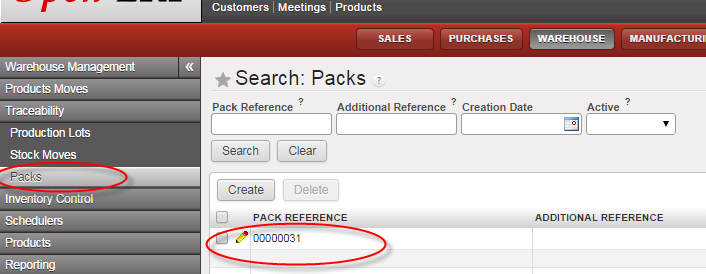 Open ERP
Customers | Meetings | Products
SALES PURCHASES WAREHOUSE MANUFACTURI
Warehouse Management «
Products Moves
Traceability
Production Lots
Stock Moves
Packs
Inventory Control
Schedulers
Products
Reporting
Search: Packs ?
Pack Reference ? Additional Reference ? Creation Date Active ?
Search Clear
Create Delete
PACK REFERENCE ADDITIONAL REFERENCE
00000031